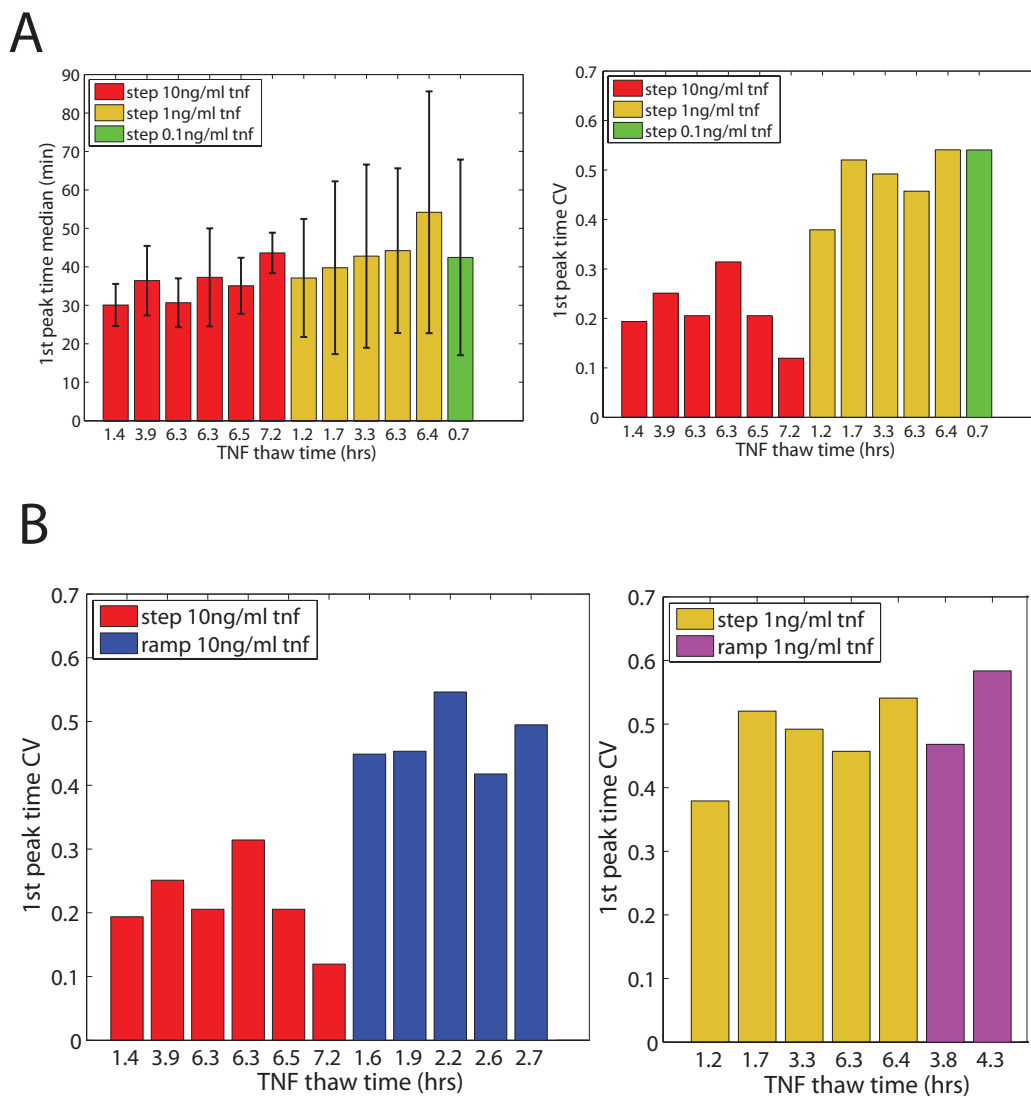 A
90
80
70
60
50
40
30
20
10
0
1st peak time median (min)
step 10ng/ml tnf
step 1ng/ml tnf
step 0.1ng/ml tnf
1.4 3.9 6.3 6.3 6.5 7.2 1.2 1.7 3.3 6.3 6.4 0.7
TNF thaw time (hrs)
0.7
0.6
0.5
0.4
0.3
0.2
0.1
0
1st peak time CV
step 10ng/ml tnf
step 1ng/ml tnf
step 0.1ng/ml tnf
1.4 3.9 6.3 6.3 6.5 7.2 1.2 1.7 3.3 6.3 6.4 0.7
TNF thaw time (hrs)
B
0.7
0.6
0.5
0.4
0.3
0.2
0.1
0
1st peak time CV
step 10ng/ml tnf
ramp 10ng/ml tnf
1.4 3.9 6.3 6.3 6.5 7.2 1.6 1.9 2.2 2.6 2.7
TNF thaw time (hrs)
0.7
0.6
0.5
0.4
0.3
0.2
0.1
0
1st peak time CV
step 1ng/ml tnf
ramp 1ng/ml tnf
1.2 1.7 3.3 6.3 6.4 3.8 4.3
TNF thaw time (hrs)